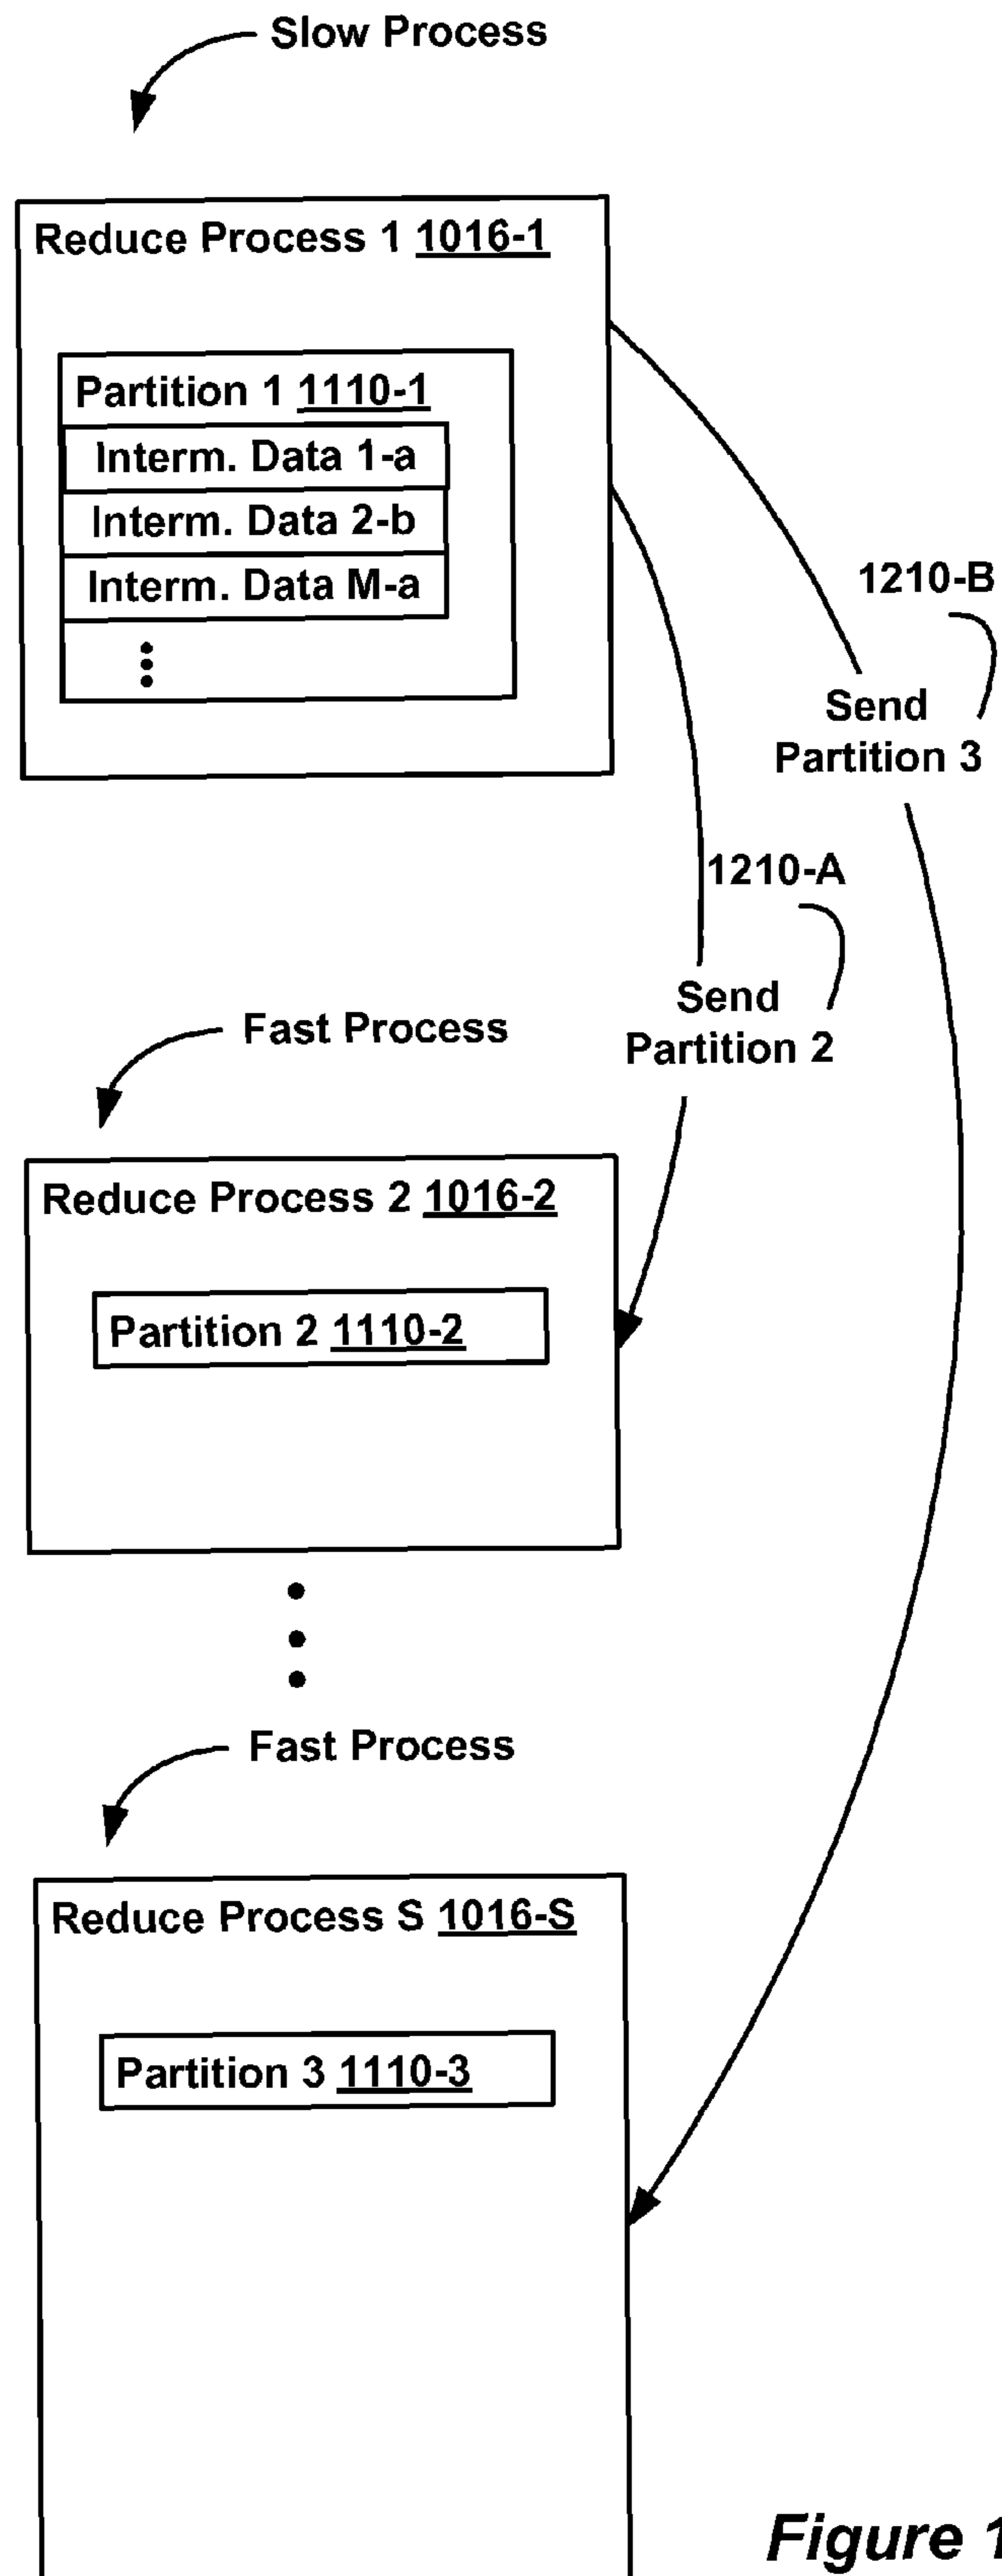 Slow Process
Reduce Process 1 1016-1
Partition 1 1110-1
Interm. Data 1-a
Interm. Data 2-b
Interm. Data M-a
1210-B
Send
Partition 3
1210-A
Send
Partition 2
Fast Process
Reduce Process 2 1016-2
Partition 2 1110-2
Fast Process
Reduce Process S 1016-S
Partition 3 1110-3
Figure 1